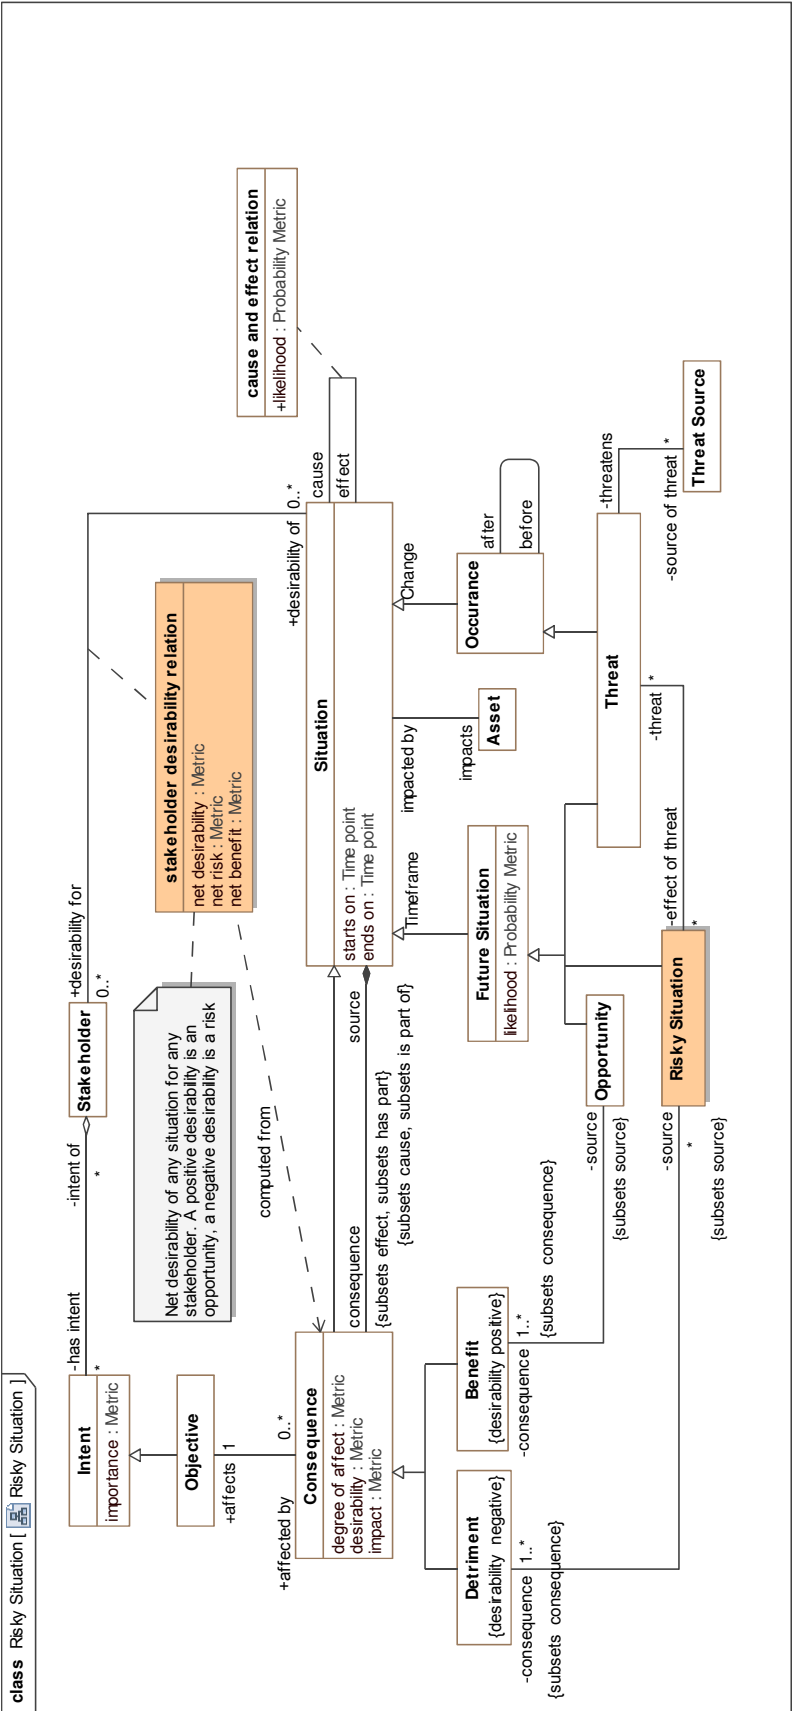 class Risky Situation [ Risky Situation ]
Intent
importance : Metric
-has intent
*
-intent of
*
Stakeholder
+desirability for
0..*
Objective
+affects 1
+affected by
0..*
Net desirability of any situation for any
stakeholder. A positive desirability is an
opportunity, a negative desirability is a risk
stakeholder desirability relation
net desirability : Metric
net risk : Metric
net benefit : Metric
computed from
cause and effect relation
+likelihood : Probability Metric
Consequence
degree of affect : Metric
desirability : Metric
impact : Metric
consequence
{subsets effect, subsets has part}
source
{subsets cause, subsets is part of}
Situation
starts on : Time point
ends on : Time point
+desirability of
0..*
cause
effect
Timeframe
impacted by
impacts
Asset
Change
Occurance
after
before
Future Situation
likelihood : Probability Metric
Detriment
{desirability negative}
-consequence 1..*
{subsets consequence}
Benefit
{desirability positive}
-consequence 1..*
{subsets consequence}
Opportunity
-source
{subsets source}
Risky Situation
-source
*
{subsets source}
-effect of threat
*
-threat
*
Threat
-threatens
-source of threat *
Threat Source